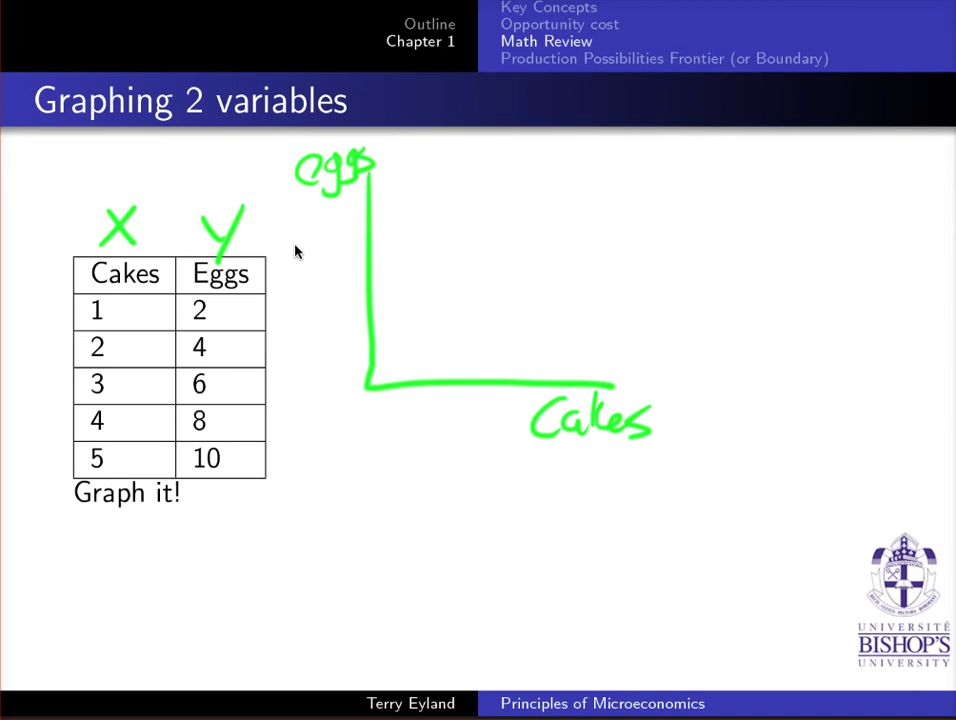 Outline
Chapter 1
Key Concepts
Opportunity cost
Math Review
Production Possibilities Frontier (or Boundary)
Graphing 2 variables
eggs
X Y
Cakes Eggs
1 2
2 4
3 6
4 8
5 10
Graph it!
Cakes
UNIVERSITÉ
BISHOP'S
UNIVERSITY
Terry Eyland
Principles of Microeconomics